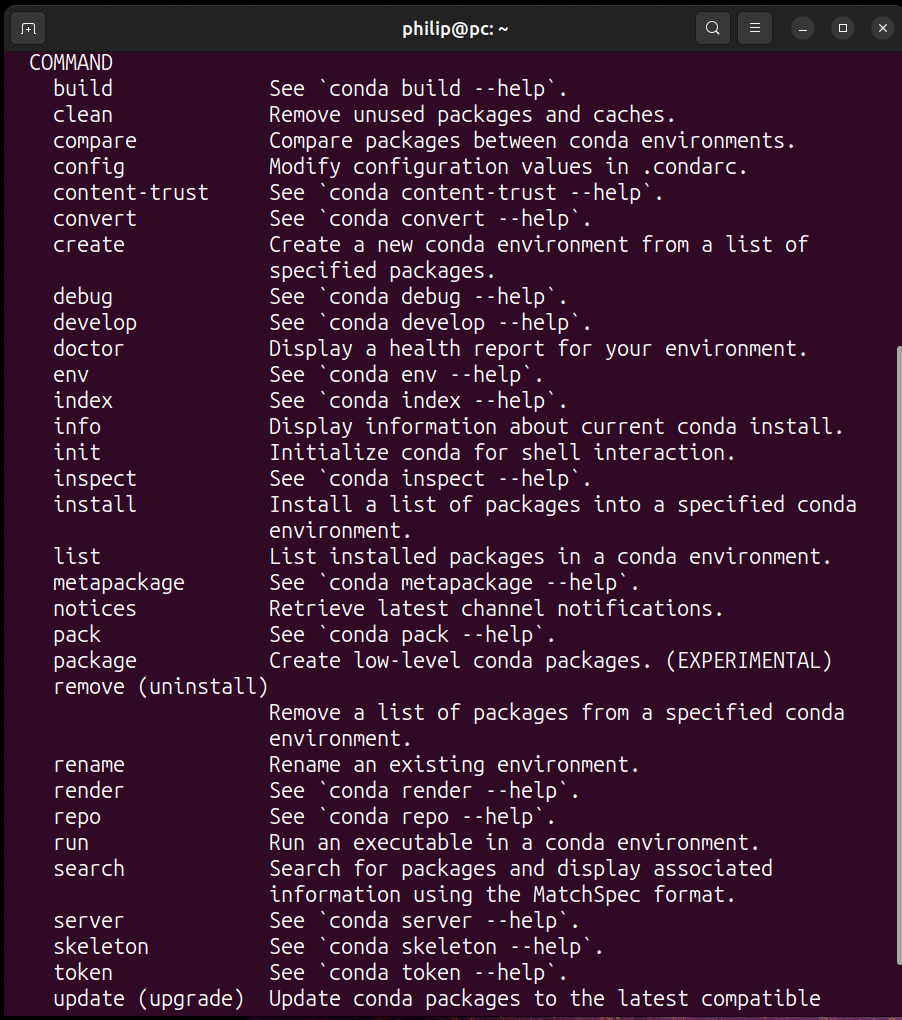 philip@pc: ~
COMMAND
build See `conda build --help`.
clean Remove unused packages and caches.
compare Compare packages between conda environments.
config Modify configuration values in .condarc.
content-trust See `conda content-trust --help`.
convert See `conda convert --help`.
create Create a new conda environment from a list of
specified packages.
debug See `conda debug --help`.
develop See `conda develop --help`.
doctor Display a health report for your environment.
env See `conda env --help`.
index See `conda index --help`.
info Display information about current conda install.
init Initialize conda for shell interaction.
inspect See `conda inspect --help`.
install Install a list of packages into a specified conda
environment.
list List installed packages in a conda environment.
metapackage See `conda metapackage --help`.
notices Retrieve latest channel notifications.
pack See `conda pack --help`.
package Create low-level conda packages. (EXPERIMENTAL)
remove (uninstall)
Remove a list of packages from a specified conda
environment.
rename Rename an existing environment.
render See `conda render --help`.
repo See `conda repo --help`.
run Run an executable in a conda environment.
search Search for packages and display associated
information using the MatchSpec format.
server See `conda server --help`.
skeleton See `conda skeleton --help`.
token See `conda token --help`.
update (upgrade) Update conda packages to the latest compatible